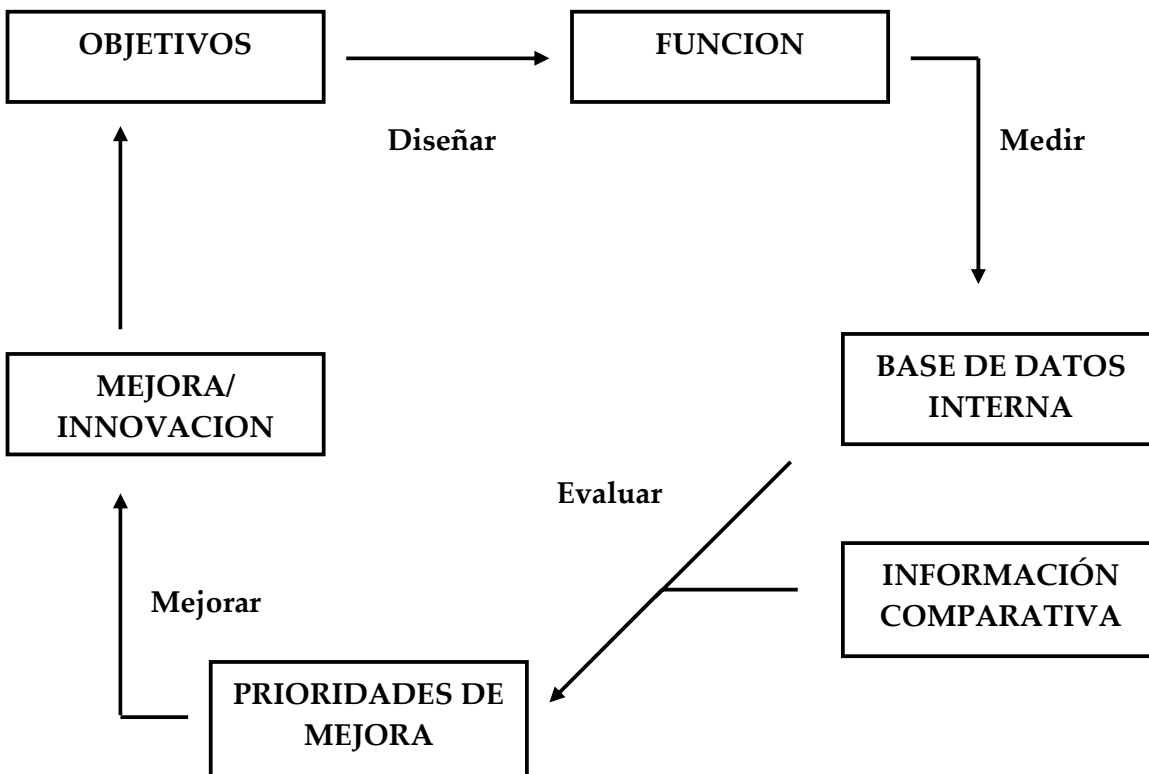 OBJETIVOS
FUNCION
Diseñar
Medir
BASE DE DATOS
INTERNA
MEJORA/
INNOVACION
Evaluar
INFORMACIÓN
COMPARATIVA
Mejorar
PRIORIDADES DE
MEJORA